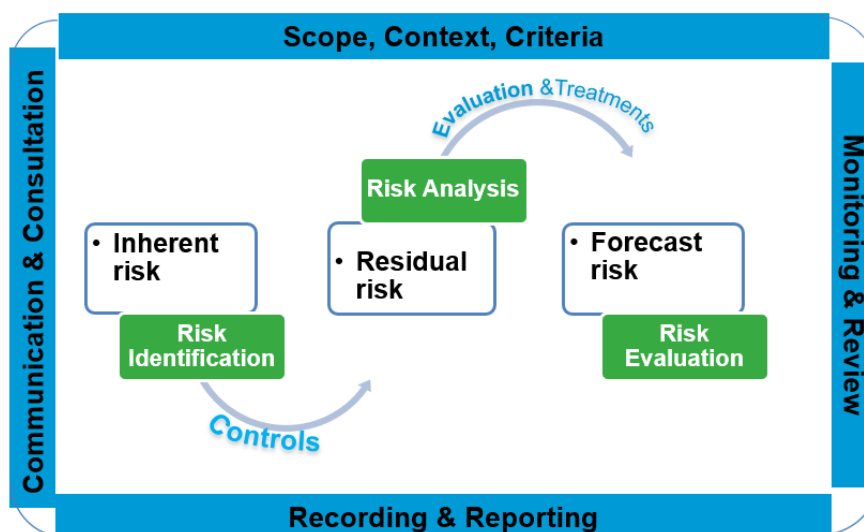 Scope, Context, Criteria
Communication & Consultation
Evaluation &Treatments
Risk Analysis
• Inherent
risk
• Residual
risk
• Forecast
risk
Risk
Identification
Risk
Evaluation
Controls
Monitoring & Review
Recording & Reporting